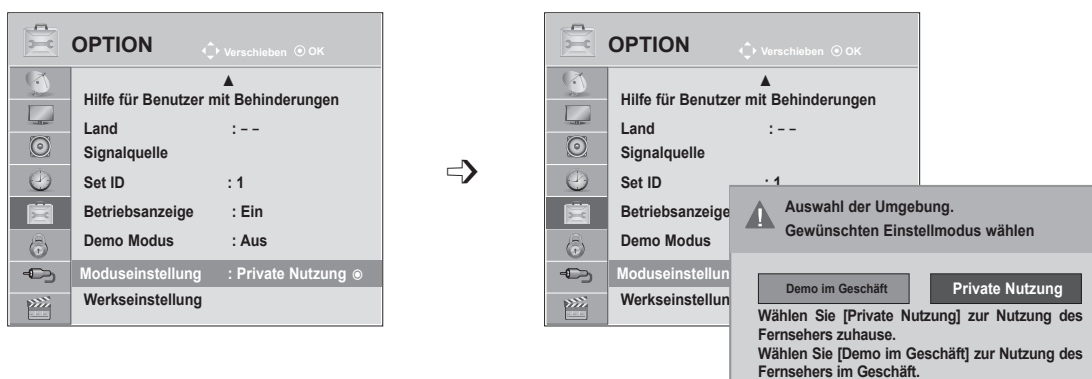 OPTION
Verschieben OK
▲
Hilfe für Benutzer mit Behinderungen
Land : – –
Signalquelle
Set ID : 1
Betriebsanzeige : Ein
Demo Modus : Aus
Moduseinstellung : Private Nutzung
Werkseinstellung
OPTION
Verschieben OK
▲
Hilfe für Benutzer mit Behinderungen
Land : – –
Signalquelle
Set ID : 1
Betriebsanzeige
Demo Modus
Moduseinstellun
Werkseinstellun
Auswahl der Umgebung.
Gewünschten Einstellmodus wählen
Demo im Geschäft Private Nutzung
Wählen Sie [Private Nutzung] zur Nutzung des
Fernsehers zuhause.
Wählen Sie [Demo im Geschäft] zur Nutzung des
Fernsehers im Geschäft.